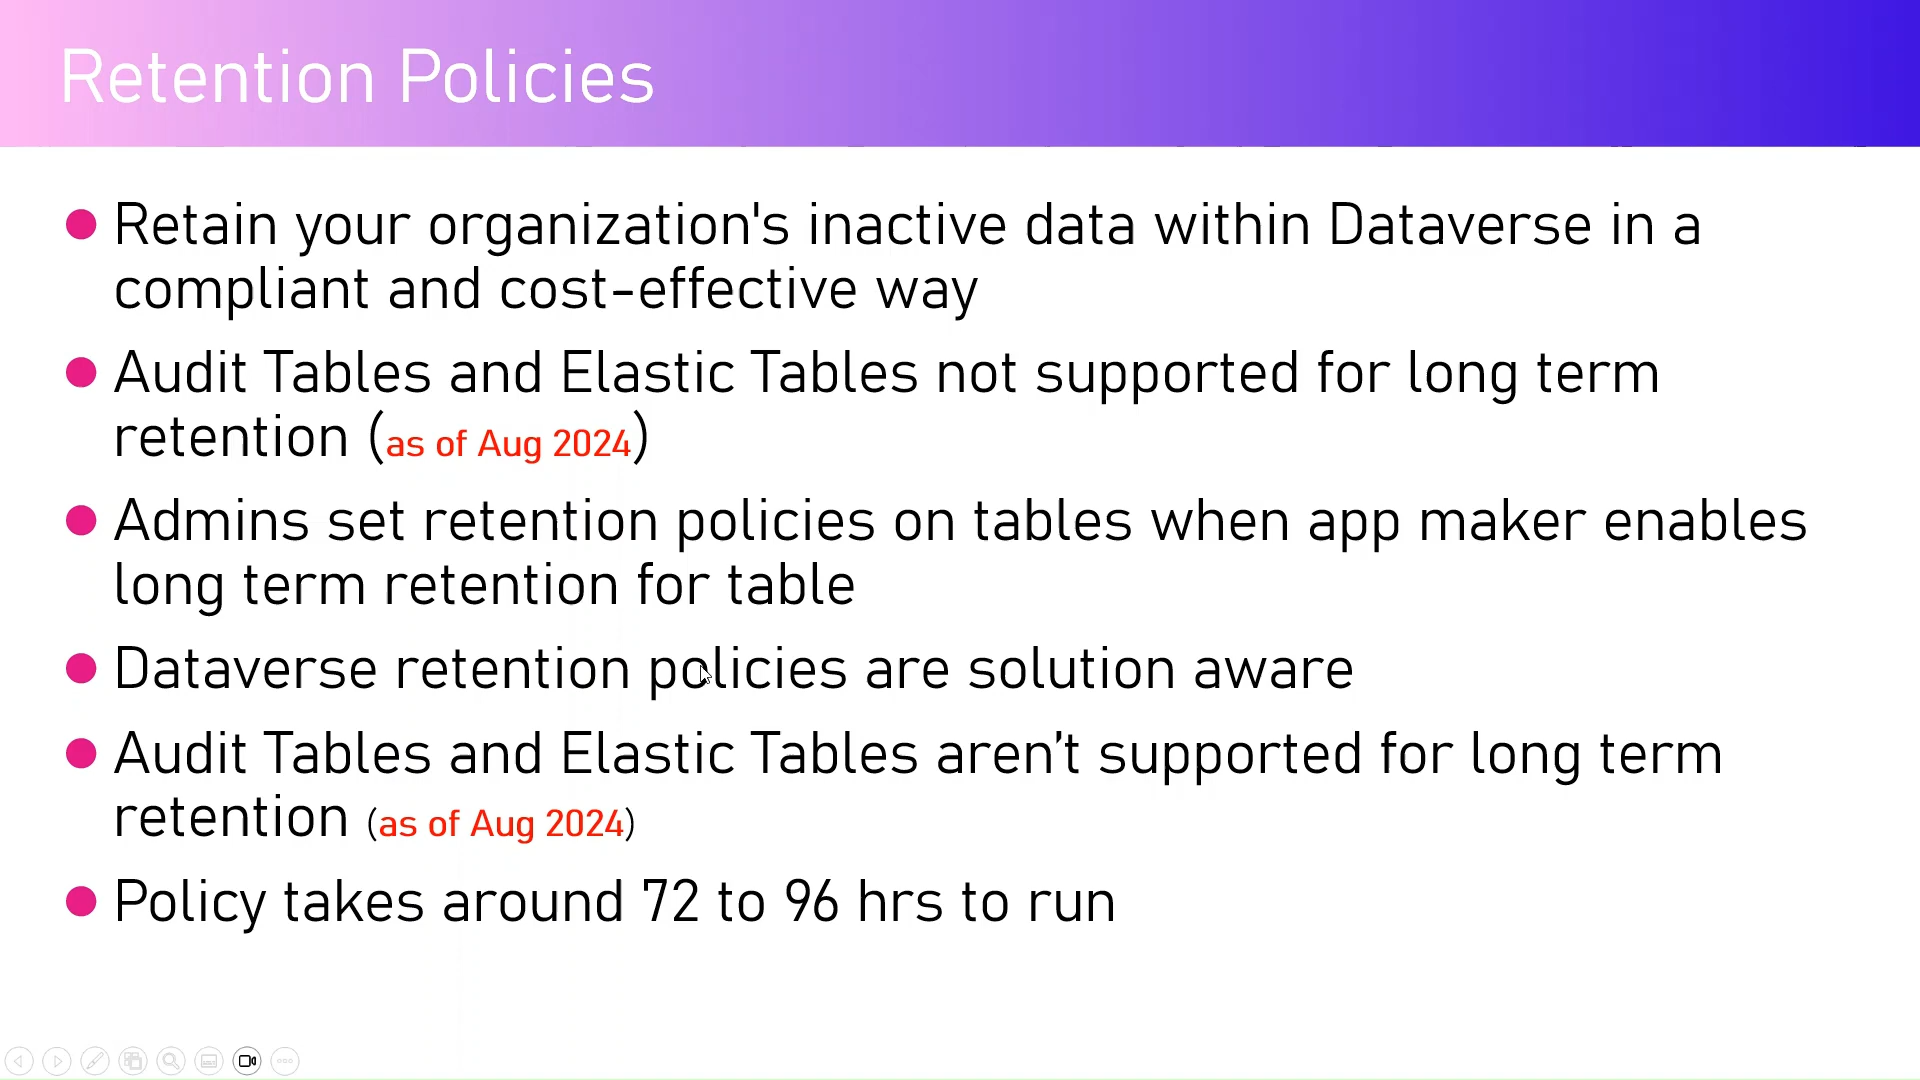 Retention Policies
Retain your organization's inactive data within Dataverse in a
compliant and cost-effective way
Audit Tables and Elastic Tables not supported for long term
retention (as of Aug 2024)
Admins set retention policies on tables when app maker enables
long term retention for table
Dataverse retention policies are solution aware
Audit Tables and Elastic Tables aren’t supported for long term
retention (as of Aug 2024)
Policy takes around 72 to 96 hrs to run